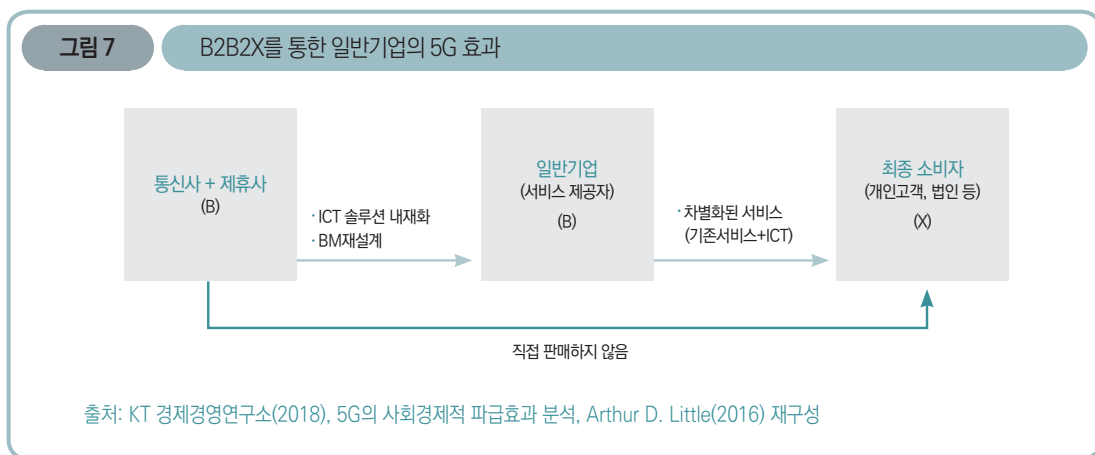 그림 7
B2B2X를 통한 일반기업의 5G 효과
통신사 + 제휴사
(B)
· ICT 솔루션 내재화
· BM재설계
일반기업
(서비스 제공자)
(B)
· 차별화된 서비스
(기존서비스+ICT)
최종 소비자
(개인고객, 법인 등)
(X)
직접 판매하지 않음
출처: KT 경제경영연구소(2018), 5G의 사회경제적 파급효과 분석, Arthur D. Little(2016) 재구성